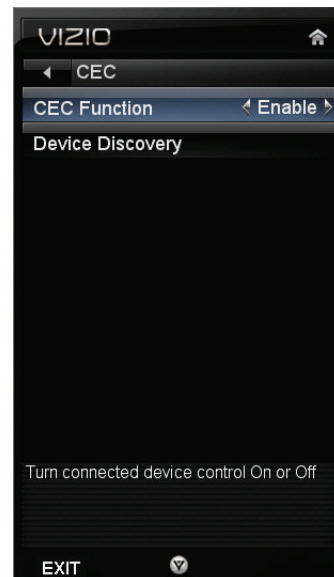 VIZIO
CEC
CEC Function Enable
Device Discovery
Turn connected device control On or Off
EXIT